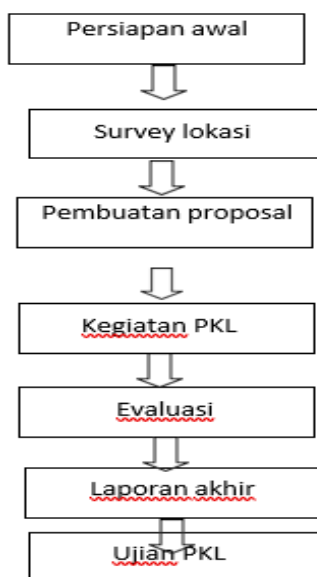 Persiapan awal
Survey lokasi
Pembuatan proposal
Kegiatan PKL
Evaluasi
Laporan akhir
Ujian PKL